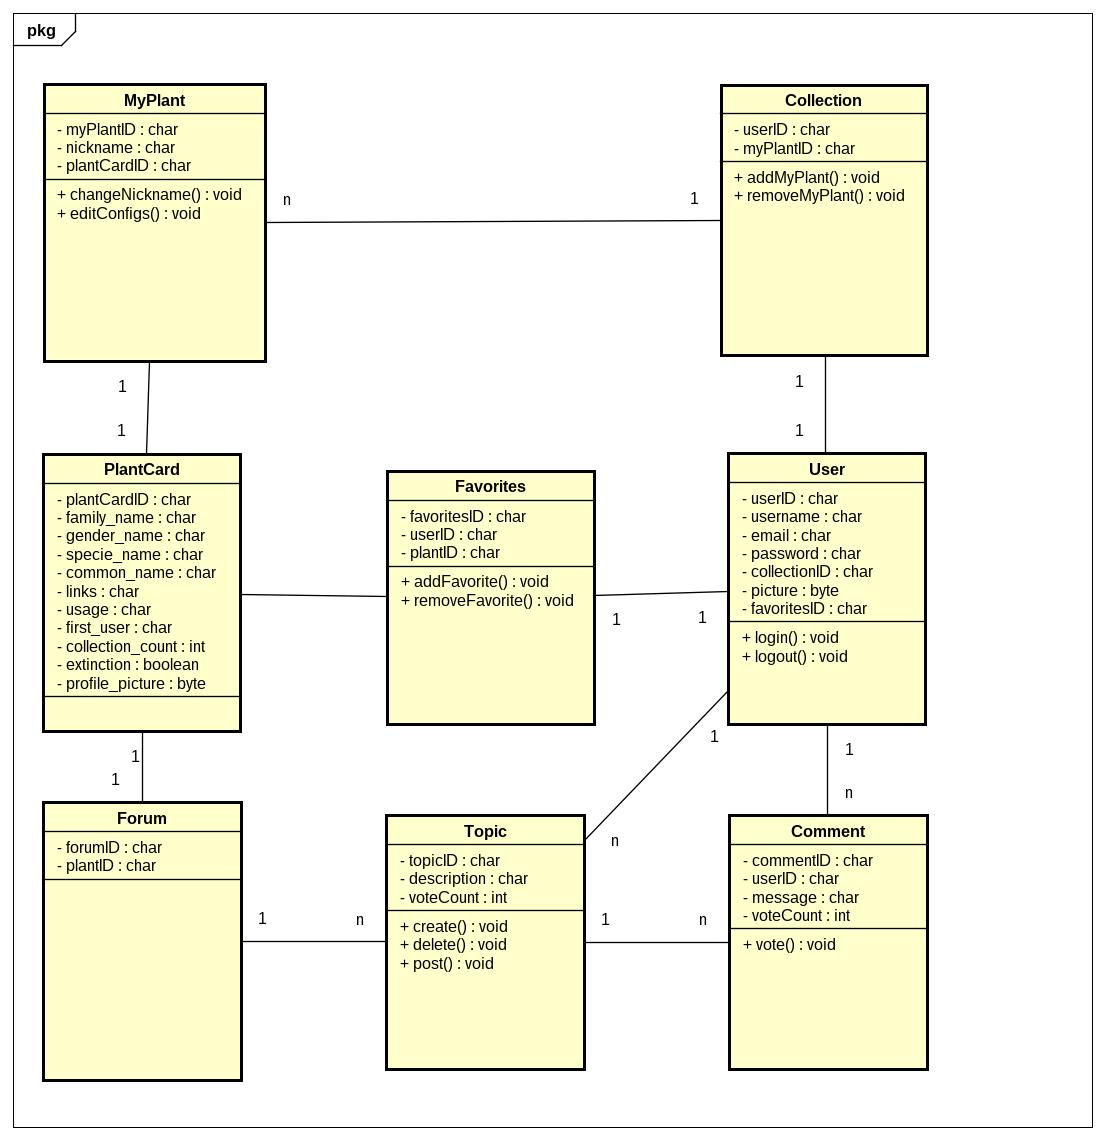 pkg
MyPlant
- myPlantID : char
- nickname : char
- plantCardID : char
+ changeNickname() : void
+ editConfigs() : void
n
1
Collection
- userID : char
- myPlantID : char
+ addMyPlant() : void
+ removeMyPlant() : void
1
1
1
1
PlantCard
- plantCardID : char
- family_name : char
- gender_name : char
- specie_name : char
- common_name : char
- links : char
- usage : char
- first_user : char
- collection_count : int
- extinction : boolean
- profile_picture : byte
Favorites
- favoritesID : char
- userID : char
- plantID : char
+ addFavorite() : void
+ removeFavorite() : void
1
1
User
- userID : char
- username : char
- email : char
- password : char
- collectionID : char
- picture : byte
- favoritesID : char
+ login() : void
+ logout() : void
1
1
1
n
1
n
Forum
- forumID : char
- plantID : char
1
n
Topic
- topicID : char
- description : char
- voteCount : int
+ create() : void
+ delete() : void
+ post() : void
1
n
Comment
- commentID : char
- userID : char
- message : char
- voteCount : int
+ vote() : void